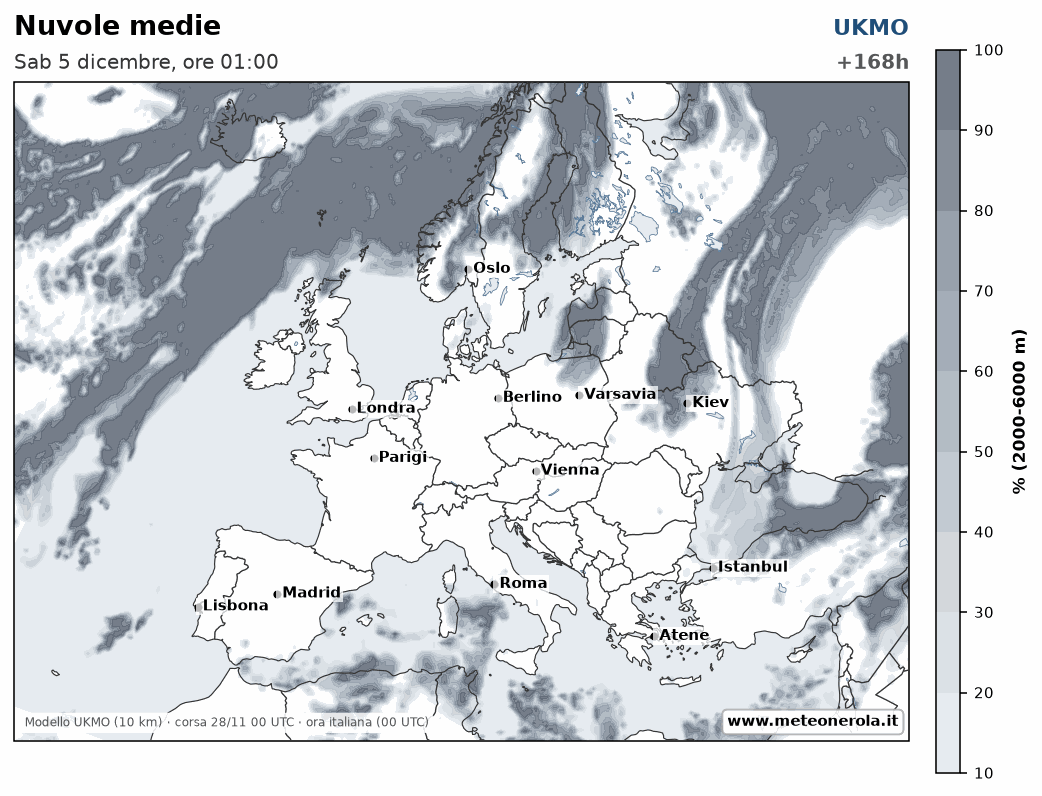 Nuvole medie
UKMO
Sab 5 dicembre, ore 01:00
+168h
100
90
80
70
60
50
40
30
20
10
% (2000-6000 m)
Oslo
Berlino
Varsavia
Kiev
Londra
Parigi
Vienna
Istanbul
Roma
Madrid
Lisbona
Atene
Modello UKMO (10 km) · corsa 28/11 00 UTC · ora italiana (00 UTC)
www.meteonerola.it